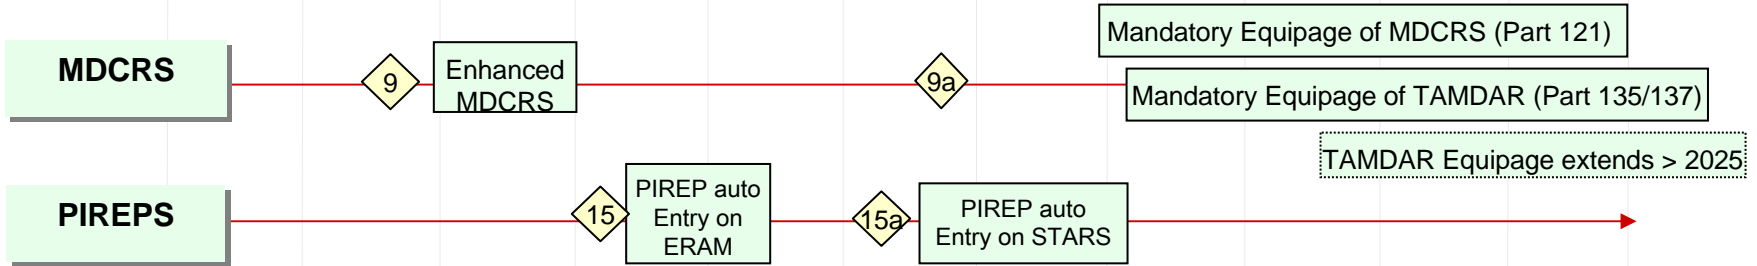 MDCRS
9
Enhanced
MDCRS
9a
Mandatory Equipage of MDCRS (Part 121)
Mandatory Equipage of TAMDAR (Part 135/137)
TAMDAR Equipage extends > 2025
PIREPS
15
PIREP auto
Entry on
ERAM
15a
PIREP auto
Entry on STARS